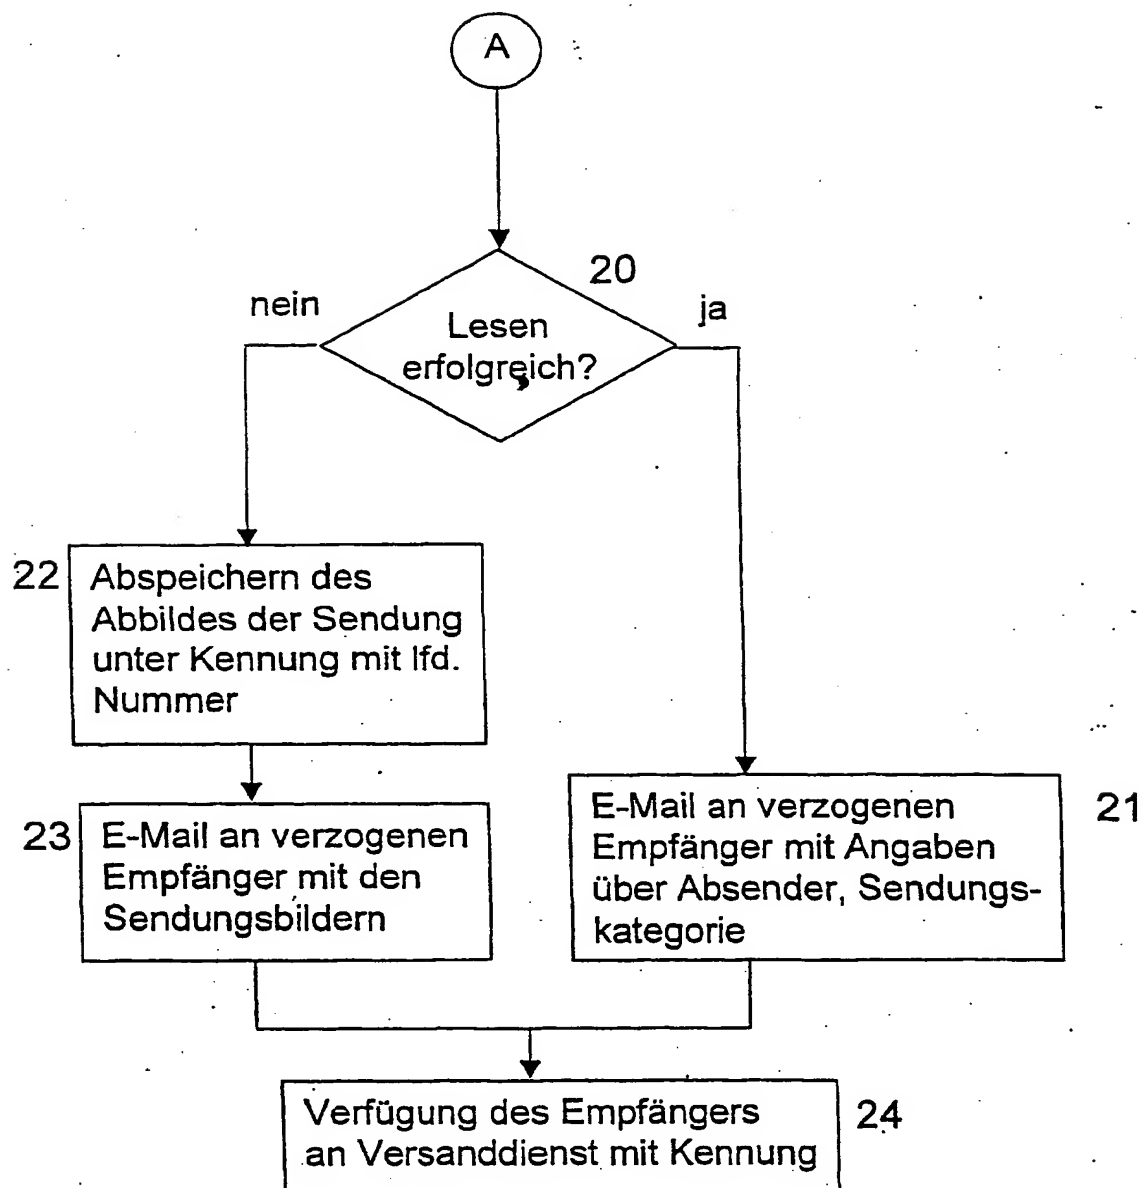 A
20
nein
ja
Lesen
erfolgreich?
22
Abspeichern des
Abbildes der Sendung
unter Kennung mit lfd.
Nummer
23
E-Mail an verzogenen
Empfänger mit den
Sendungsbildern
E-Mail an verzogenen
Empfänger mit Angaben
über Absender, Sendungs-
kategorie
21
Verfügung des Empfängers
an Versanddienst mit Kennung
24